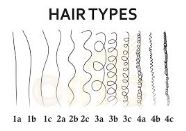 HAIR TYPES
1a 1b 1c 2a 2b 2c 3a 3b 3c 4a 4b 4c